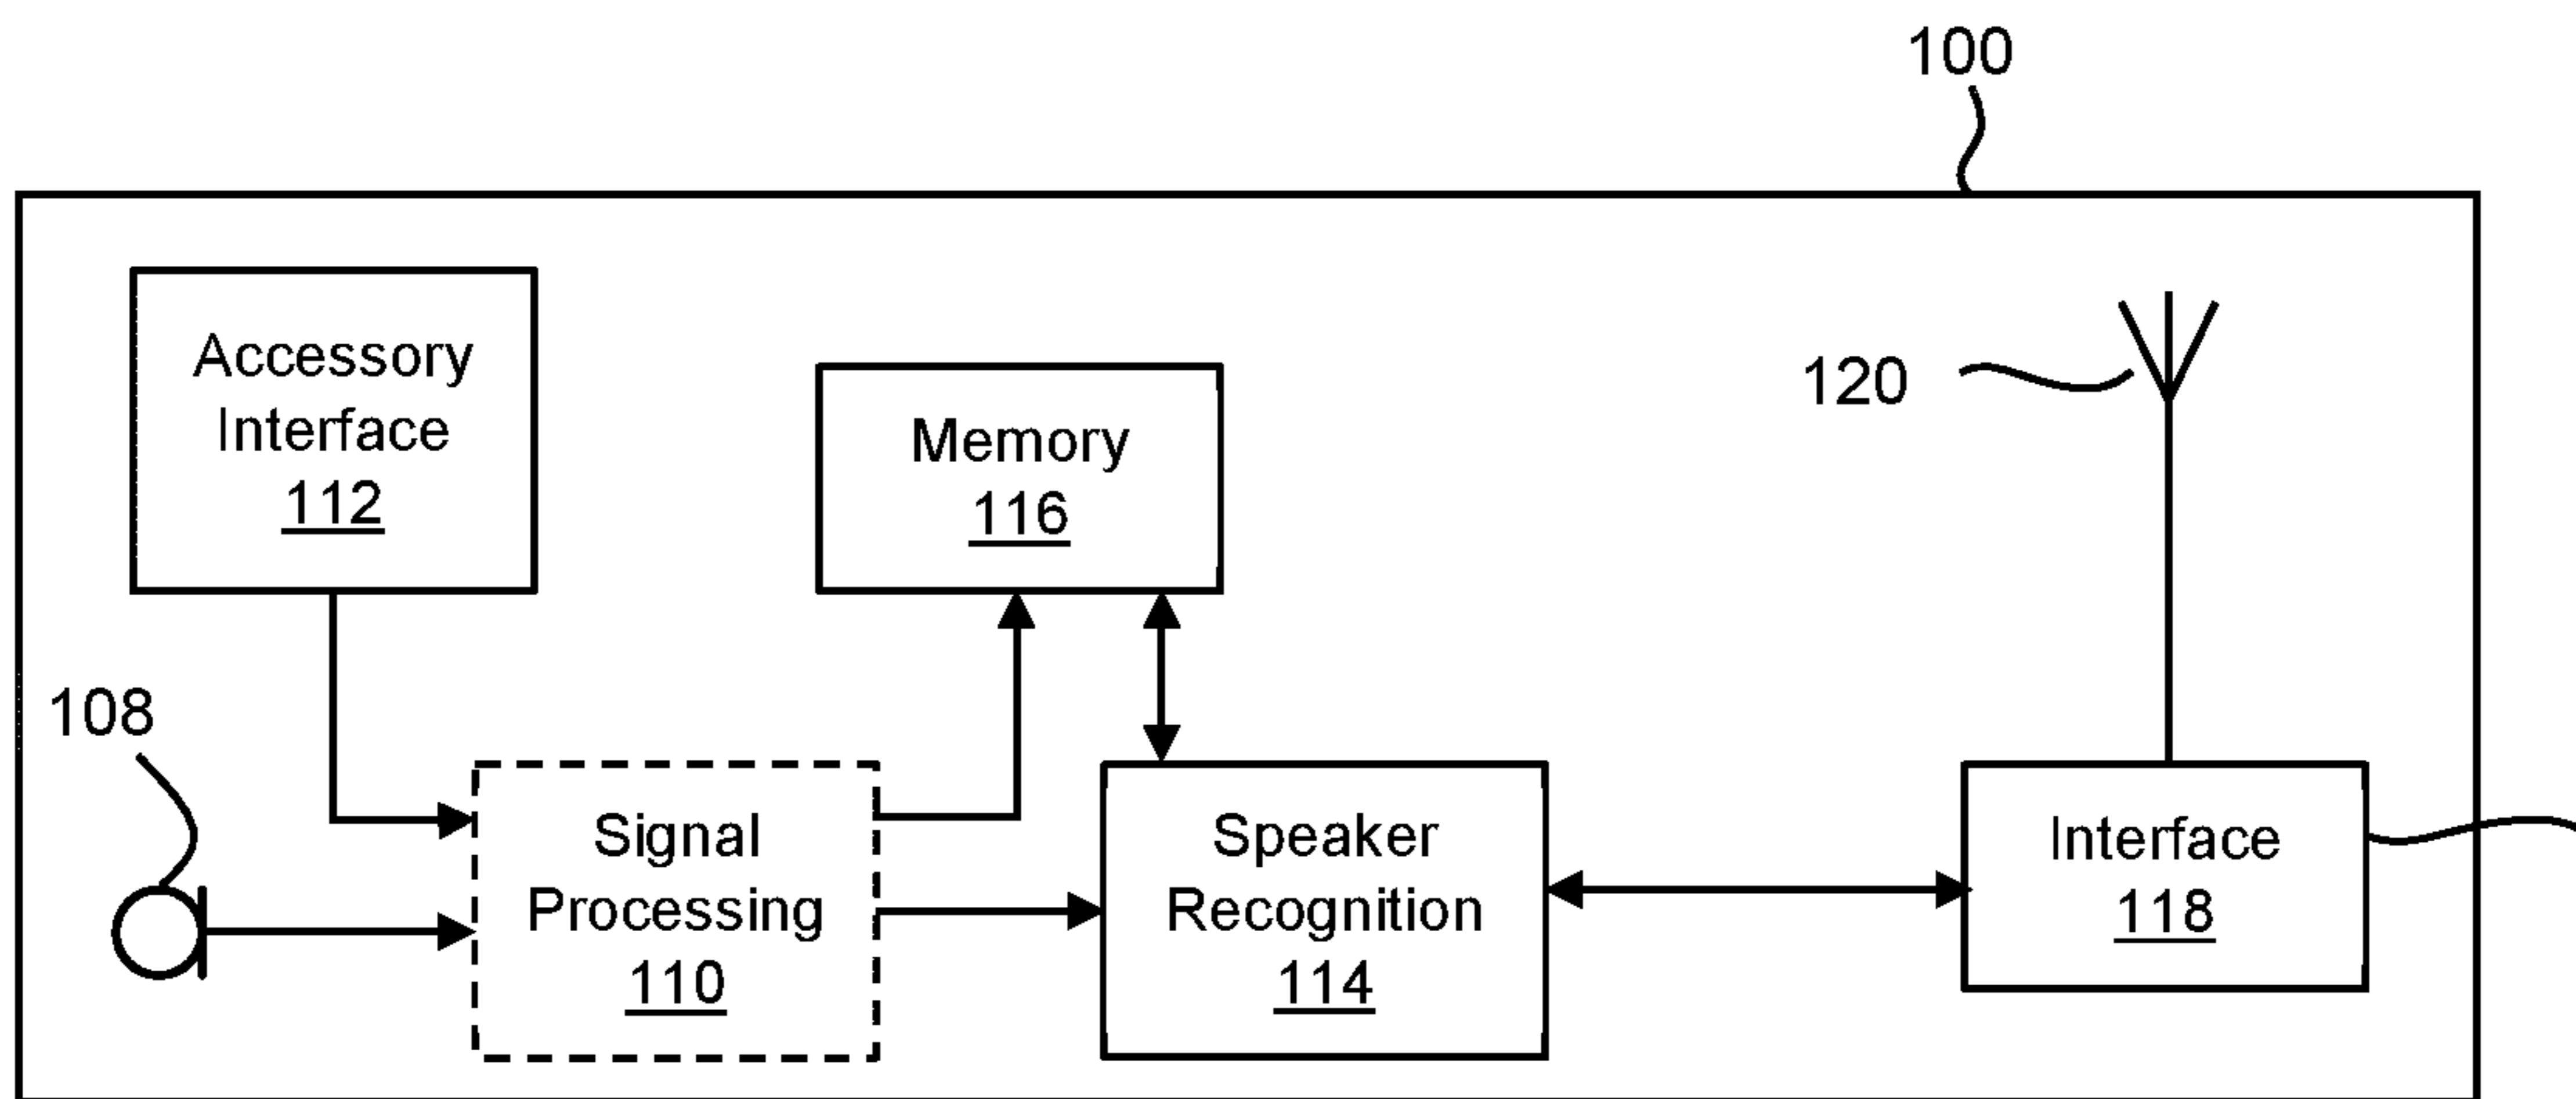 100
Accessory
Interface
112
Memory
116
120
108
Signal
Processing
110
Speaker
Recognition
114
Interface
118